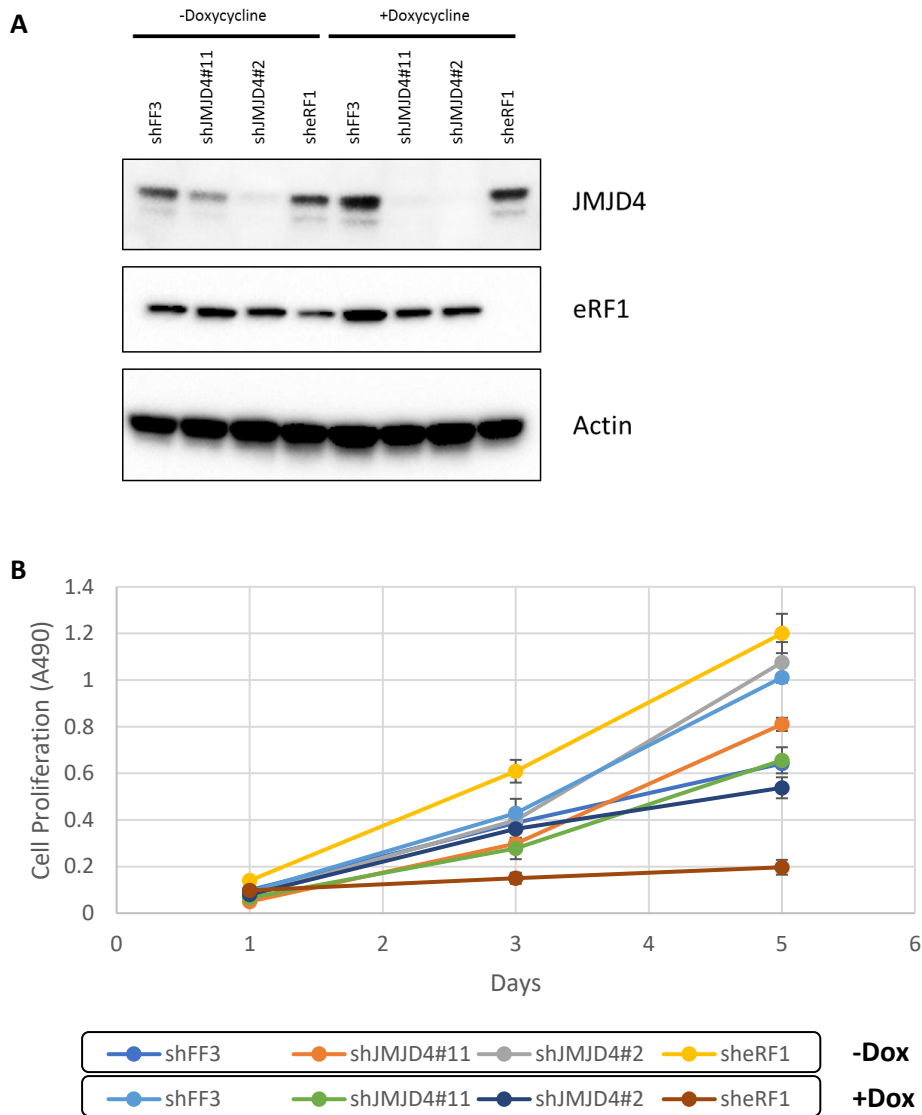 A
-Doxycycline +Doxycycline
shFF3 shJMJD4#11 shJMJD4#2 sheRF1 shFF3 shJMJD4#11 shJMJD4#2 sheRF1
JMJD4
eRF1
Actin
B
Cell Proliferation (A490)
1.4
1.2
1
0.8
0.6
0.4
0.2
0
0 1 2 3 4 5 6
Days
shFF3 shJMJD4#11 shJMJD4#2 sheRF1 -Dox
shFF3 shJMJD4#11 shJMJD4#2 sheRF1 +Dox